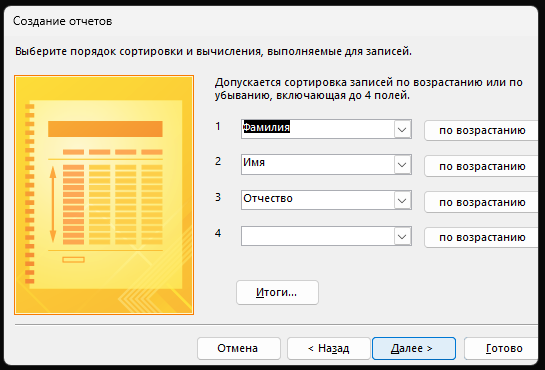 Создание отчетов
Выберите порядок сортировки и вычисления, выполняемые для записей.
Допускается сортировка записей по возрастанию или по
убыванию, включающая до 4 полей.
1 Фамилия по возрастанию
2 Имя по возрастанию
3 Отчество по возрастанию
4 по возрастанию
Итоги...
Отмена < Назад Далее > Готово